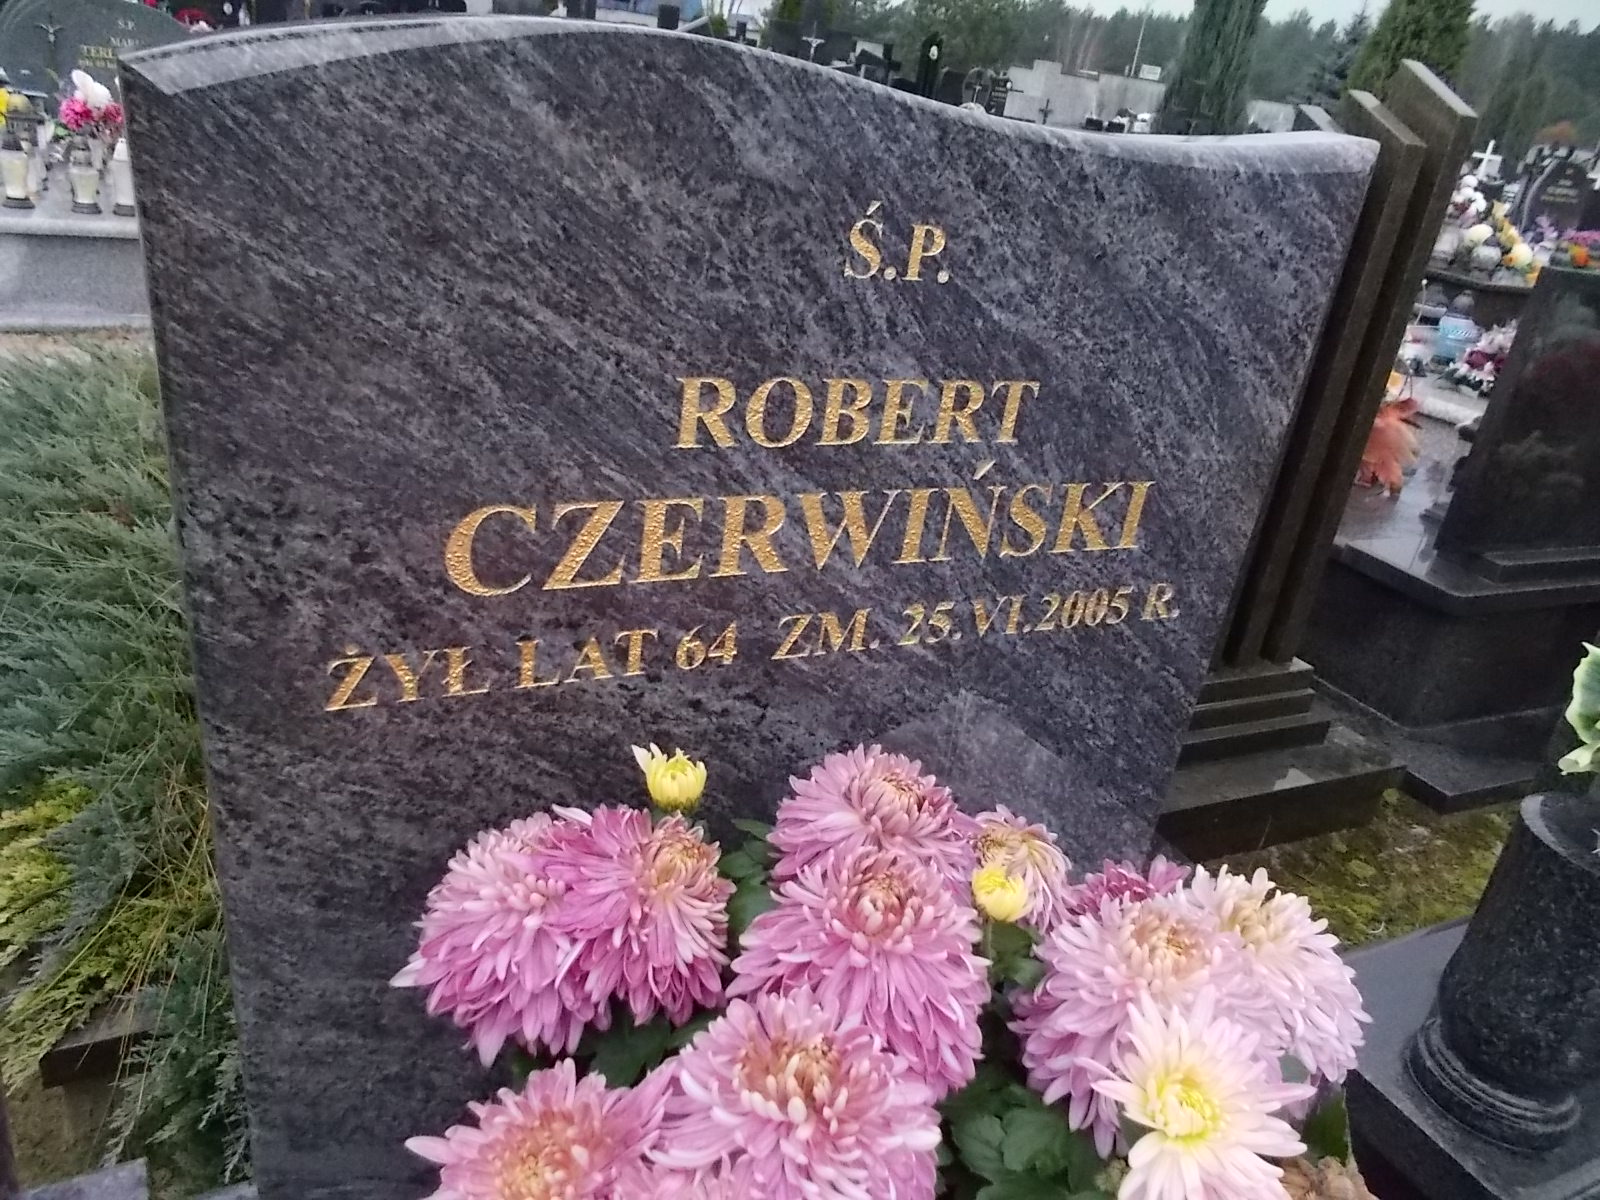 Ś.P.
ROBERT
CZERWIŃSKI
ŻYŁ LAT 64 ZM. 25.VI.2005 R.
Ś.P.